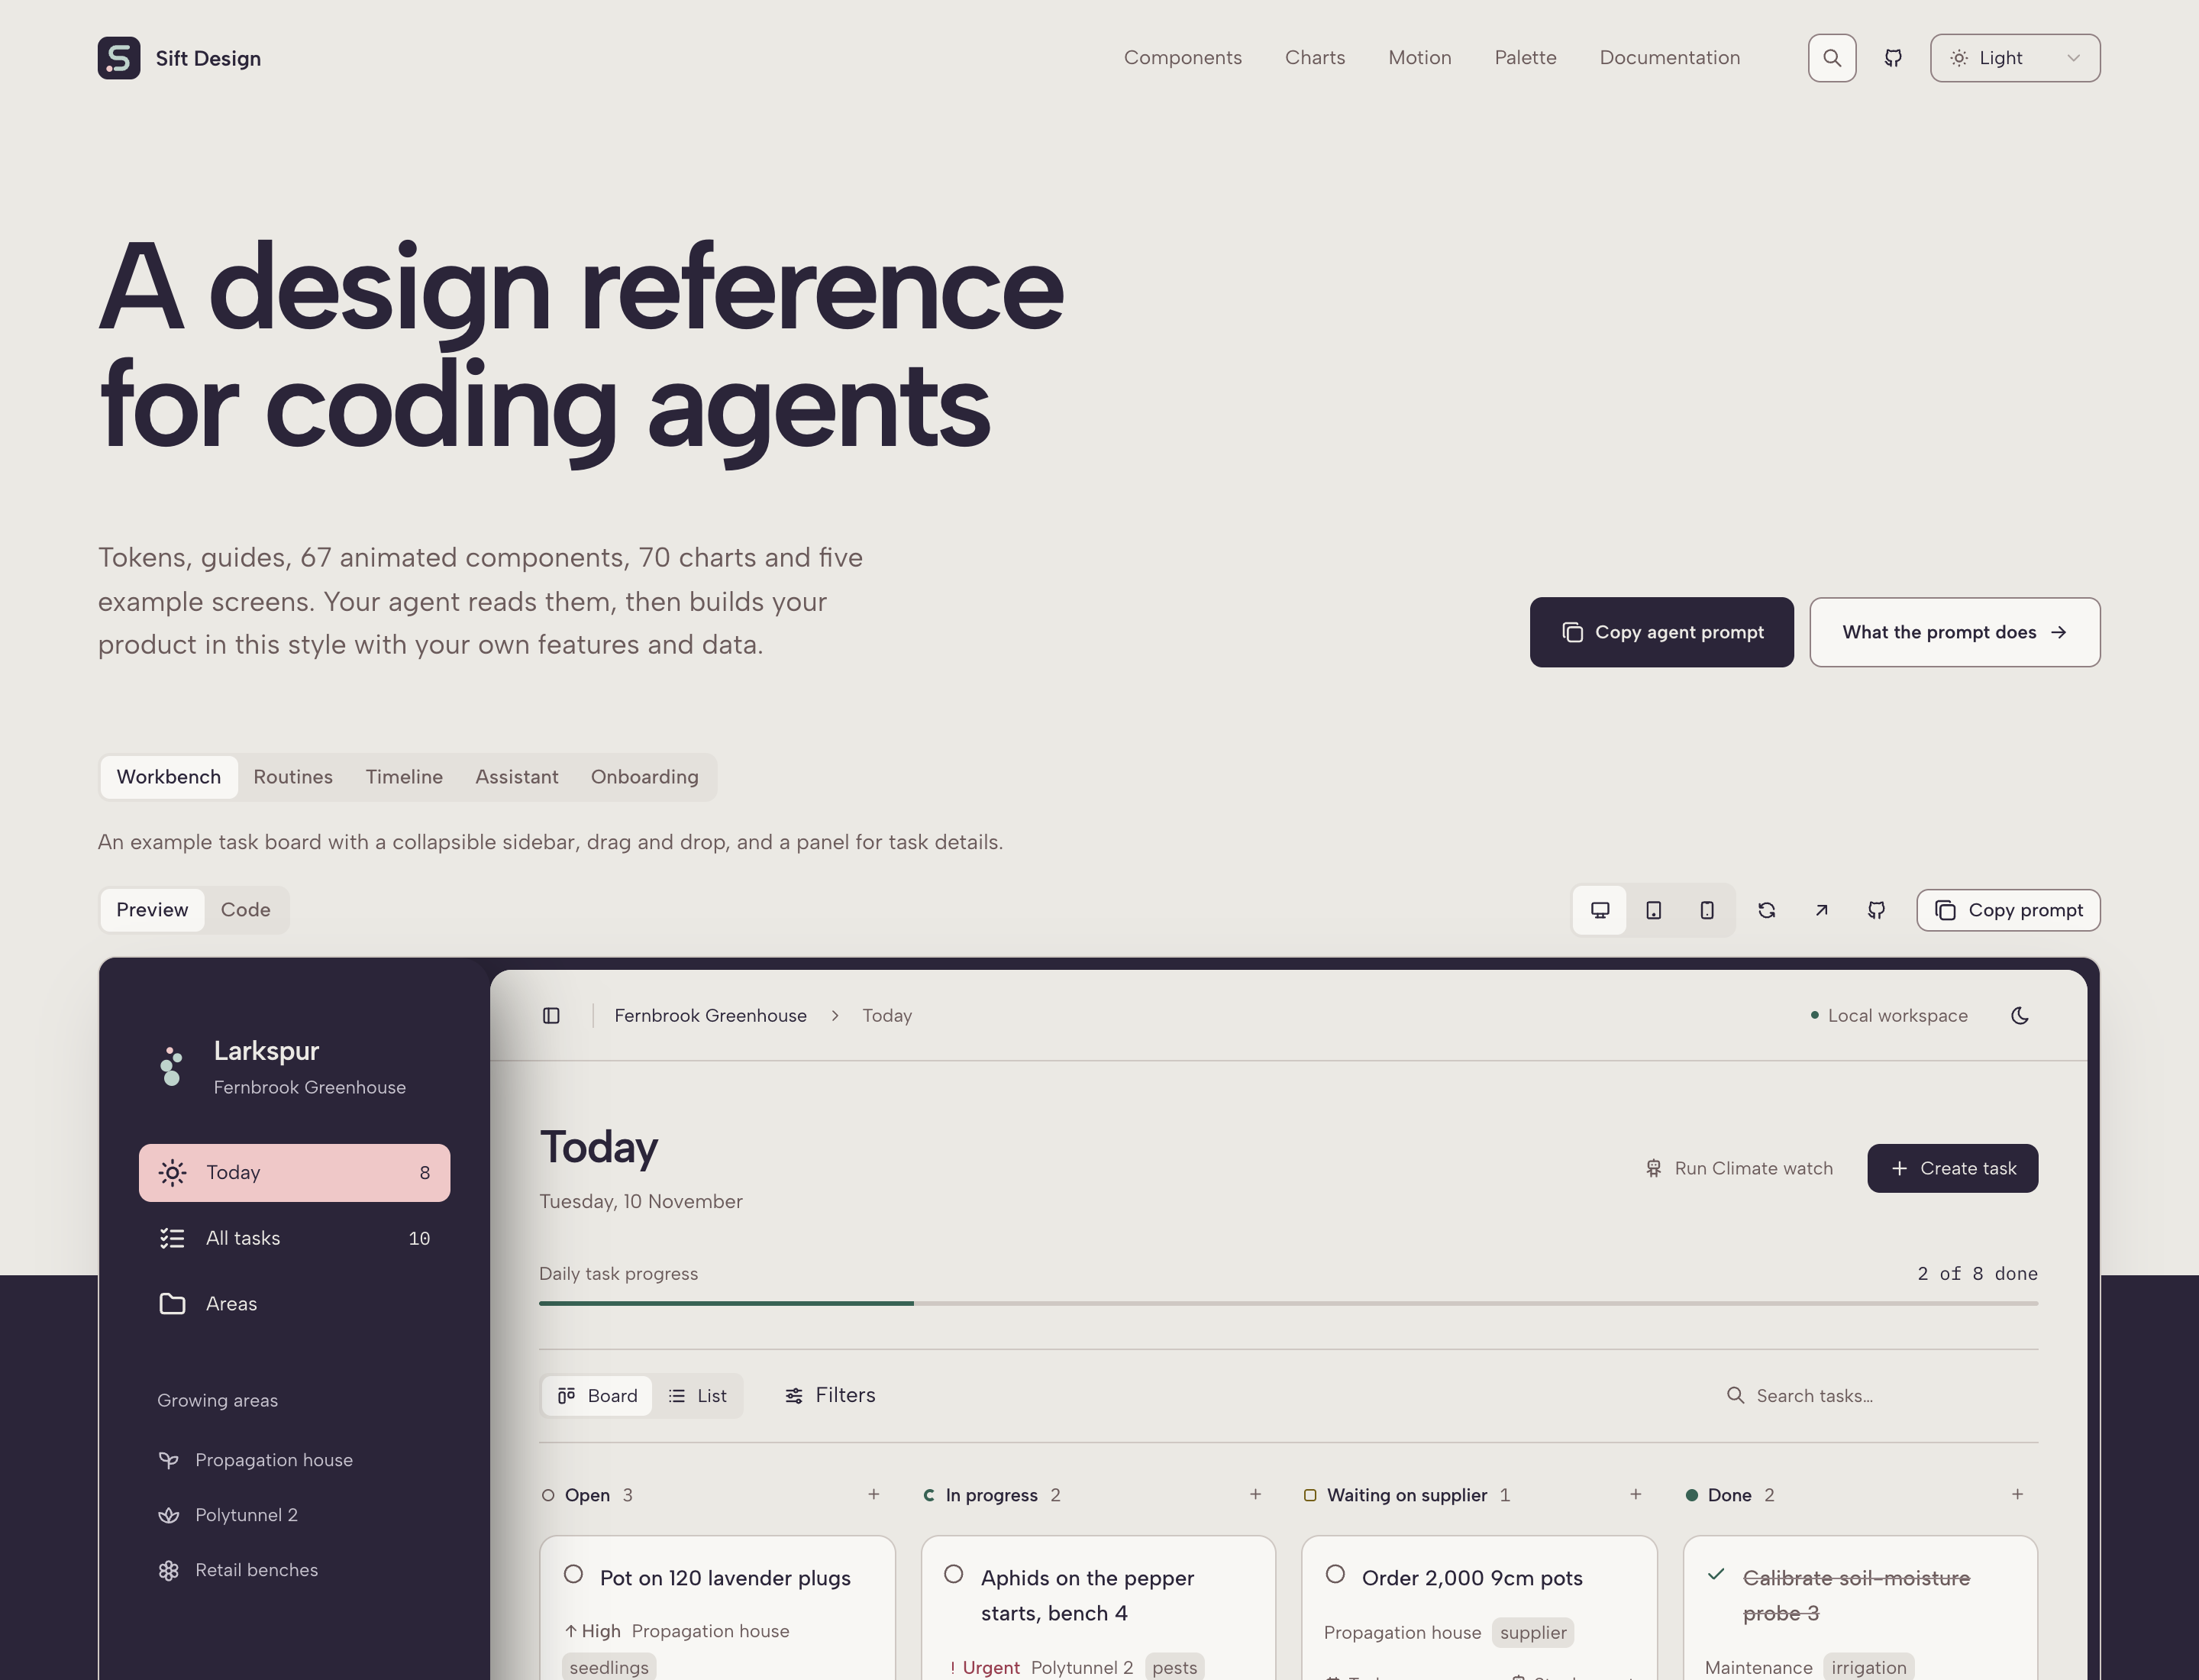 Sift Design
Components Charts Motion Palette Documentation Light
A design reference
for coding agents
Tokens, guides, 67 animated components, 70 charts and five
example screens. Your agent reads them, then builds your
product in this style with your own features and data.
Copy agent prompt What the prompt does
Workbench Routines Timeline Assistant Onboarding
An example task board with a collapsible sidebar, drag and drop, and a panel for task details.
Preview Code
Copy prompt
Larkspur
Fernbrook Greenhouse
Today 8
All tasks 10
Areas
Growing areas
Propagation house
Polytunnel 2
Retail benches
Fernbrook Greenhouse Today
Local workspace
Today
Tuesday, 10 November
Run Climate watch Create task
Daily task progress 2 of 8 done
Board List Filters Search tasks…
Open 3
In progress 2
Waiting on supplier 1
Done 2
Pot on 120 lavender plugs
High Propagation house
seedlings
Aphids on the pepper
starts, bench 4
! Urgent Polytunnel 2 pests
Order 2,000 9cm pots
Propagation house supplier
Calibrate soil-moisture
probe 3
Maintenance irrigation